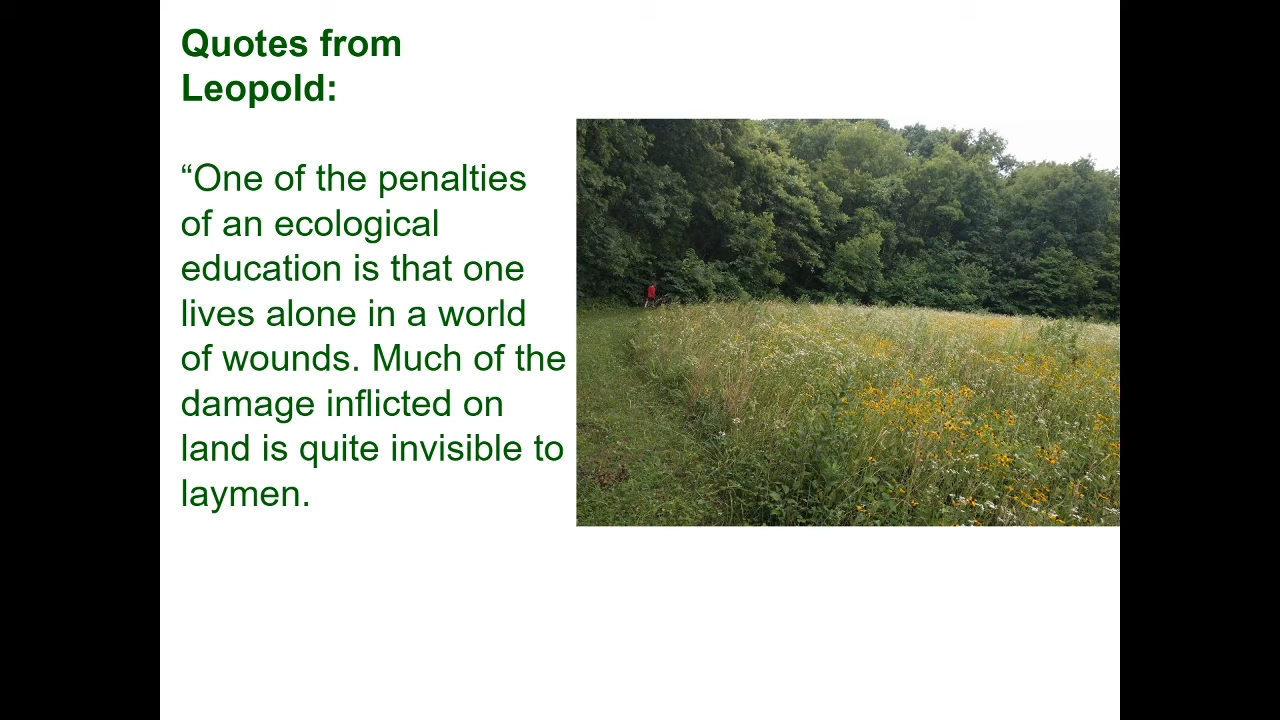 Quotes from
Leopold:
“One of the penalties
of an ecological
education is that one
lives alone in a world
of wounds. Much of the
damage inflicted on
land is quite invisible to
laymen.